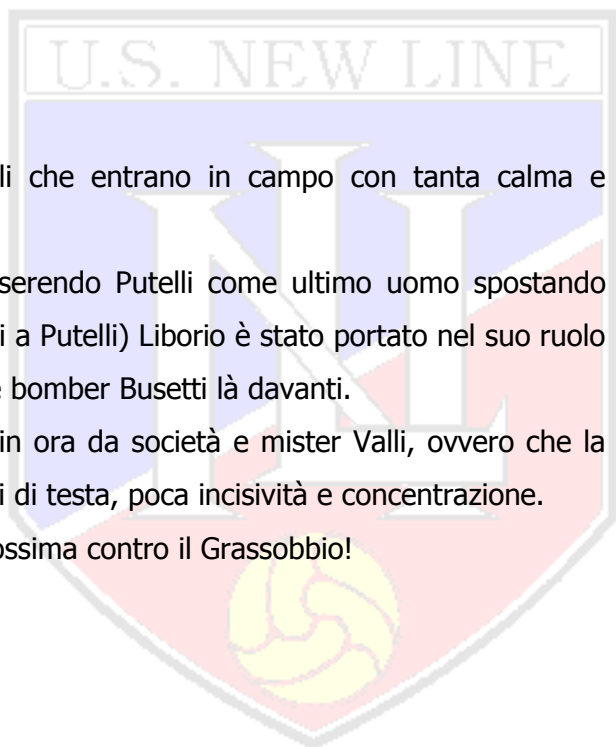 U.S. NEW LINE
li che entrano in campo con tanta calma e
serendo Putelli come ultimo uomo spostando
i a Putelli) Liborio è stato portato nel suo ruolo
e bomber Busetti là davanti.
in ora da società e mister Valli, ovvero che la
i di testa, poca incisività e concentrazione.
ossima contro il Grassobbio!
NL